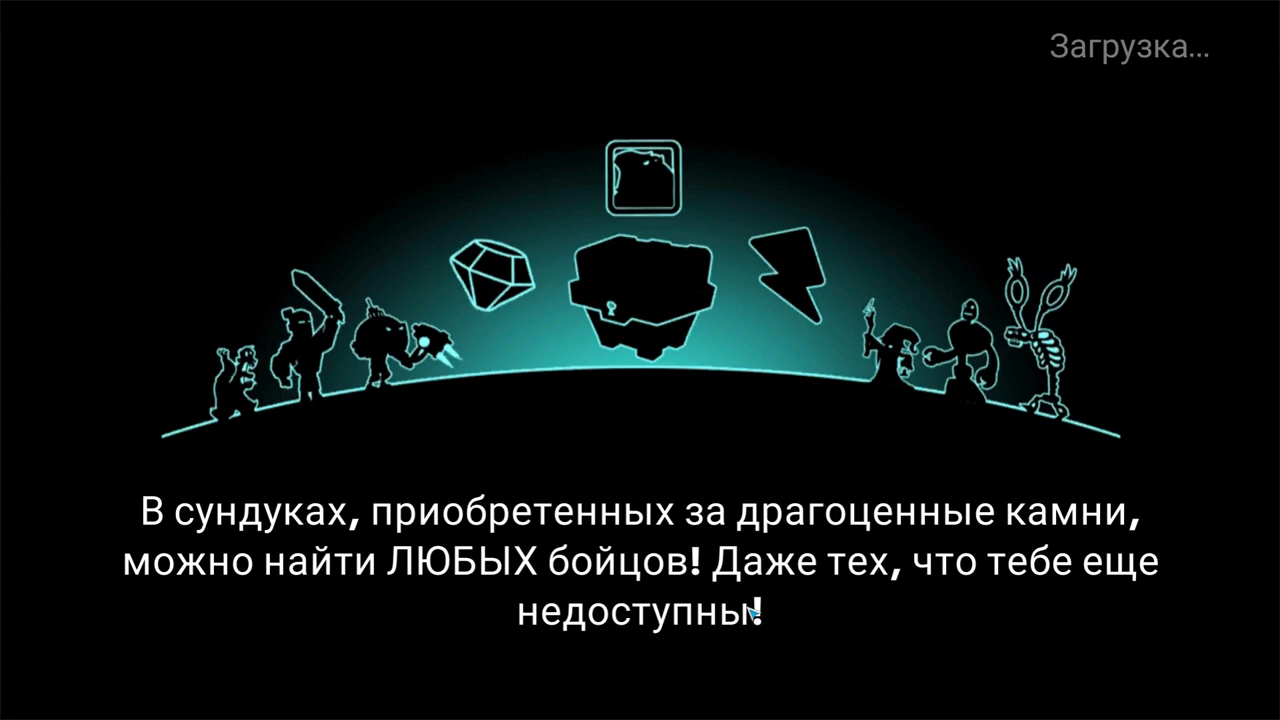 Загрузка...
В сундуках, приобретенных за драгоценные камни,
можно найти ЛЮБЫХ бойцов! Даже тех, что тебе еще
недоступны!